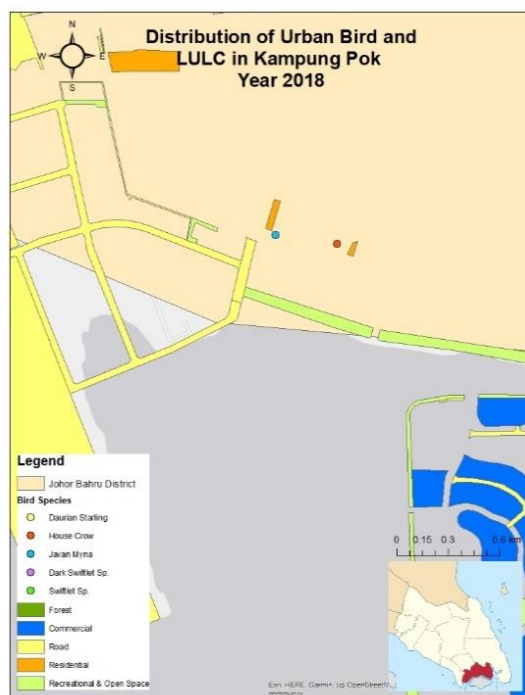 Distribution of Urban Bird and
LULC in Kampung Pok
Year 2018
N
W
E
S
Legend
Johor Bahru District
Bird Species
Daurian Starling
House Crow
Javan Myna
Dark Swiftlet Sp.
Swiftlet Sp.
Forest
Commercial
Road
Residential
Recreational & Open Space
0 0.15 0.3 0.6 km
Esri, HERE, Garmin, (c) OpenStreetM